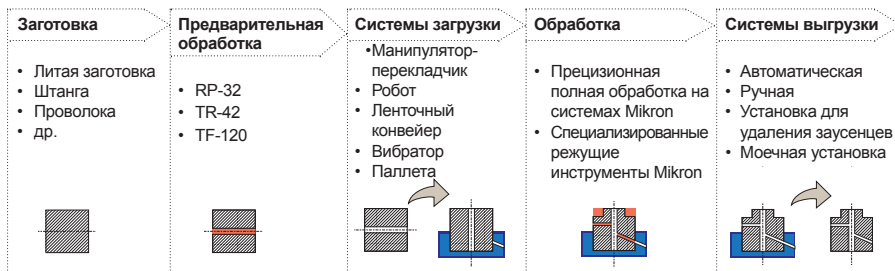 Заготовка
• Литая заготовка
• Штанга
• Проволока
• др.
Предварительная
обработка
• RP-32
• TR-42
• TF-120
Системы загрузки
•Манипулятор-
перекладчик
• Робот
• Ленточный
конвейер
• Вибратор
• Паллета
Обработка
• Прецизионная
полная обработка на
системах Mikron
• Специализированные
режущие
инструменты Mikron
Системы выгрузки
• Автоматическая
• Ручная
• Установка для
удаления заусенцев
• Моечная установка